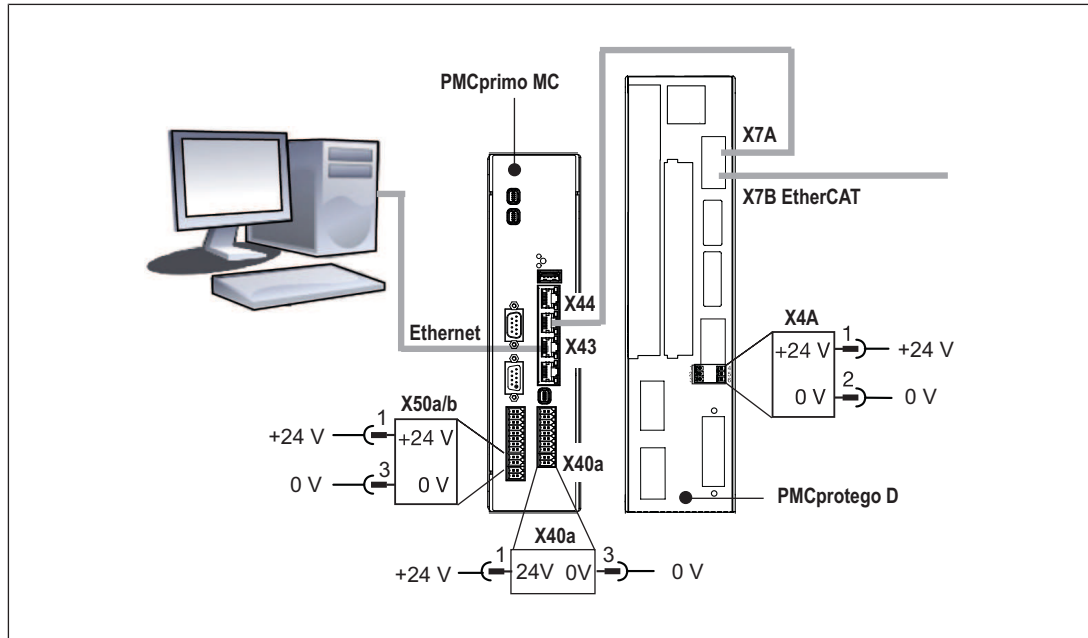 PMCprimo MC
X7A
X7B EtherCAT
X44
Ethernet
X43
X4A
+24 V 1 +24 V
0 V 2 0 V
X50a/b
+24 V 1 +24 V
0 V 3 0 V
X40a
PMCprotego D
X40a
+24 V 1 24V 0V 3 0 V